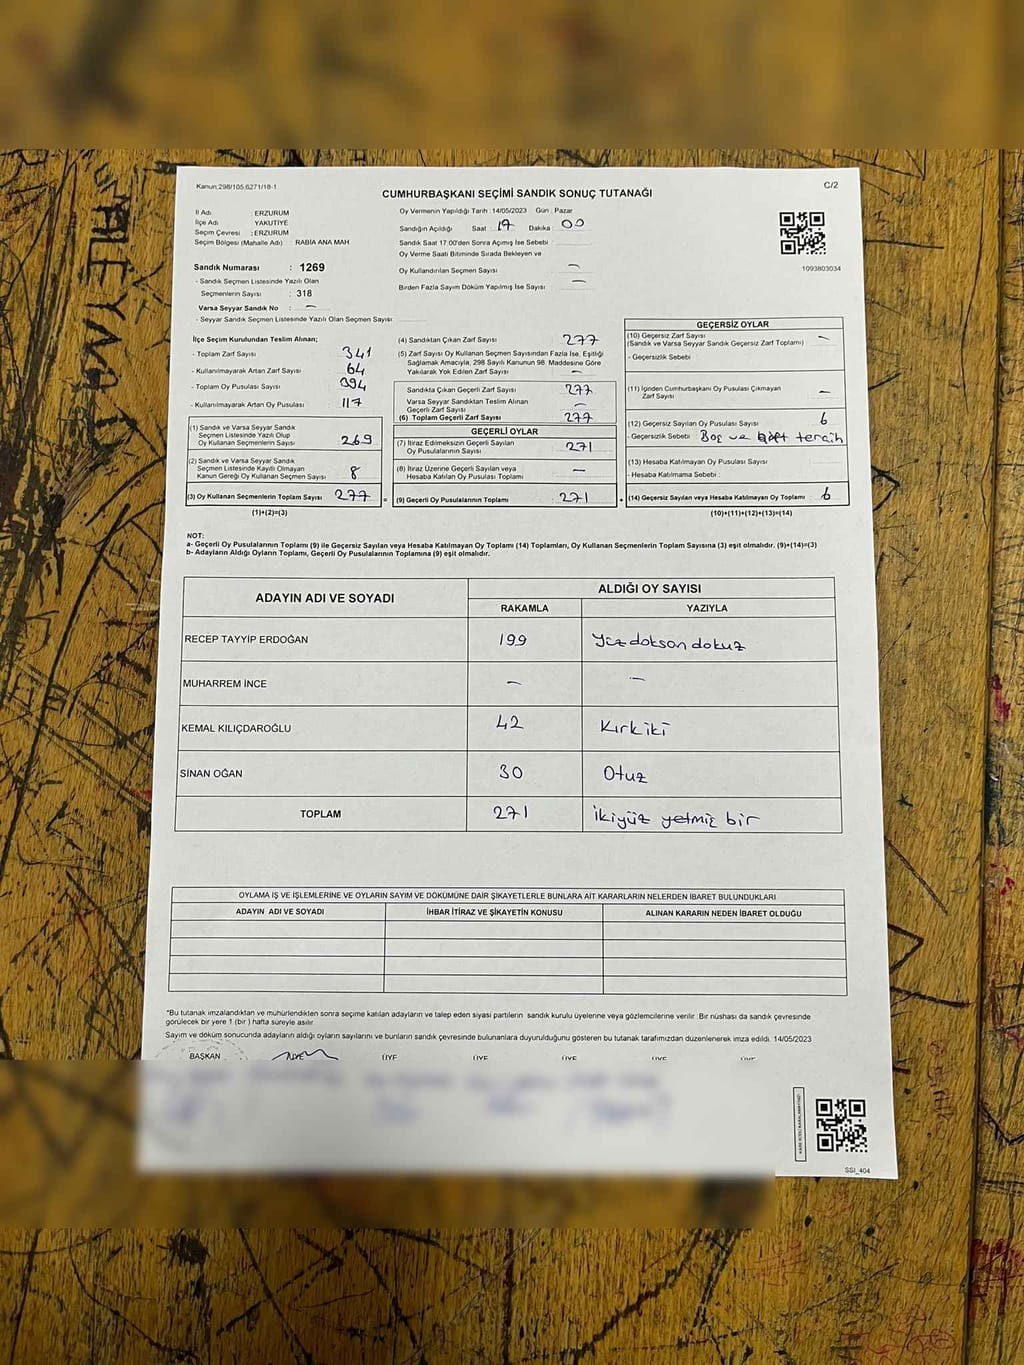 Kanun:298/105,6271/18-1
C/2
CUMHURBAŞKANI SEÇİMİ SANDIK SONUÇ TUTANAĞI
İl Adı ERZURUM
İlçe Adı YAKUTİYE
Seçim Çevresi : ERZURUM
Seçim Bölgesi (Mahalle Adı) RABİA ANA MAH
Sandık Numarası : 1269
- Sandık Seçmen Listesinde Yazılı Olan
Seçmenlerin Sayısı : 318
Varsa Seyyar Sandık No : —
- Seyyar Sandık Seçmen Listesinde Yazılı Olan Seçmen Sayısı
Oy Vermenin Yapıldığı Tarih :14/05/2023 Gün : Pazar
Sandığın Açıldığı Saat 17 Dakika : 00
Sandık Saat 17:00'den Sonra Açımış İse Sebebi
Oy Verme Saati Bitiminde Sırada Bekleyen ve
Oy Kullandırılan Seçmen Sayısı —
Birden Fazla Sayım Döküm Yapılmış İse Sayısı —
1093803034
İlçe Seçim Kurulundan Teslim Alınan;
- Toplam Zarf Sayısı 341
- Kullanılmayarak Artan Zarf Sayısı 64
- Toplam Oy Pusulası Sayısı 394
- Kullanılmayarak Artan Oy Pusulası 117
(1) Sandık ve Varsa Seyyar Sandık
Seçmen Listesinde Yazılı Olup
Oy Kullanan Seçmenlerin Sayısı 269
(2) Sandık ve Varsa Seyyar Sandık
Seçmen Listesinde Kayıtlı Olmayan
Kanun Gereği Oy Kullanan Seçmen Sayısı 8
(3) Oy Kullanan Seçmenlerin Toplam Sayısı 277 =
(1)+(2)=(3)
(4) Sandıktan Çıkan Zarf Sayısı 277
(5) Zarf Sayısı Oy Kullanan Seçmen Sayısından Fazla İse, Eşitliği
Sağlamak Amacıyla, 298 Sayılı Kanunun 98. Maddesine Göre
Yakılarak Yok Edilen Zarf Sayısı —
Sandıkta Çıkan Geçerli Zarf Sayısı 277
Varsa Seyyar Sandıktan Teslim Alınan
Geçerli Zarf Sayısı —
(6) Toplam Geçerli Zarf Sayısı 277
GEÇERLİ OYLAR
(7) İtiraz Edilmeksizin Geçerli Sayılan
Oy Pusulasının Sayısı 271
(8) İtiraz Üzerine Geçerli Sayılan veya
Hesaba Katılan Oy Pusulası Toplamı —
(9) Geçerli Oy Pusulalarının Toplamı : 271 +
GEÇERSİZ OYLAR
(10) Geçersiz Zarf Sayısı
(Sandık ve Varsa Seyyar Sandık Geçersiz Zarf Toplamı) —
- Geçersizlik Sebebi
(11) İçinden Cumhurbaşkanı Oy Pusulası Çıkmayan
Zarf Sayısı —
(12) Geçersiz Sayılan Oy Pusulası Sayısı 6
- Geçersizlik Sebebi Boş ve çift tercih
(13) Hesaba Katılmayan Oy Pusulası Sayısı
- Hesaba Katılmama Sebebi :
(14) Geçersiz Sayılan veya Hesaba Katılmayan Oy Toplamı : 6
(10)+(11)+(12)+(13)=(14)
NOT:
a- Geçerli Oy Pusulalarının Toplamı (9) ile Geçersiz Sayılan veya Hesaba Katılmayan Oy Toplamı (14) Toplamları, Oy Kullanan Seçmenlerin Toplam Sayısına (3) eşit olmalıdır. (9)+(14)=(3)
b- Adayların Aldığı Oyların Toplamı, Geçerli Oy Pusulalarının Toplamına (9) eşit olmalıdır.
ADAYIN ADI VE SOYADI
ALDIĞI OY SAYISI
RAKAMLA YAZIYLA
RECEP TAYYİP ERDOĞAN 199 Yüzdoksandokuz
MUHARREM İNCE — —
KEMAL KILIÇDAROĞLU 42 Kırkiki
SİNAN OĞAN 30 Otuz
TOPLAM 271 İkiyüz yetmiş bir
OYLAMA İŞ VE İŞLEMLERİNE VE OYLARIN SAYIM VE DÖKÜMÜNE DAİR ŞİKAYETLERLE BUNLARA AİT KARARLARIN NELERDEN İBARET BULUNDUKLARI
ADAYIN ADI VE SOYADI İHBAR İTİRAZ VE ŞİKAYETİN KONUSU ALINAN KARARIN NEDEN İBARET OLDUĞU
*Bu tutanak imzalandıktan ve mühürlendikten sonra seçime katılan adayların ve talep eden siyasi partilerin sandık kurulu üyelerine veya gözlemcilerine verilir .Bir nüshası da sandık çevresinde
görülecek bir yere 1 (bir ) hafta süreyle asılır.
Sayım ve döküm sonucunda adayların aldığı oyların sayılarını ve bunların sandık çevresinde bulunanlara duyurulduğunu gösteren bu tutanak tarafımızdan düzenlenerek imza edildi. 14/05/2023
BAŞKAN ÜYE ÜYE ÜYE ÜYE ÜYE ÜYE
SSI_404